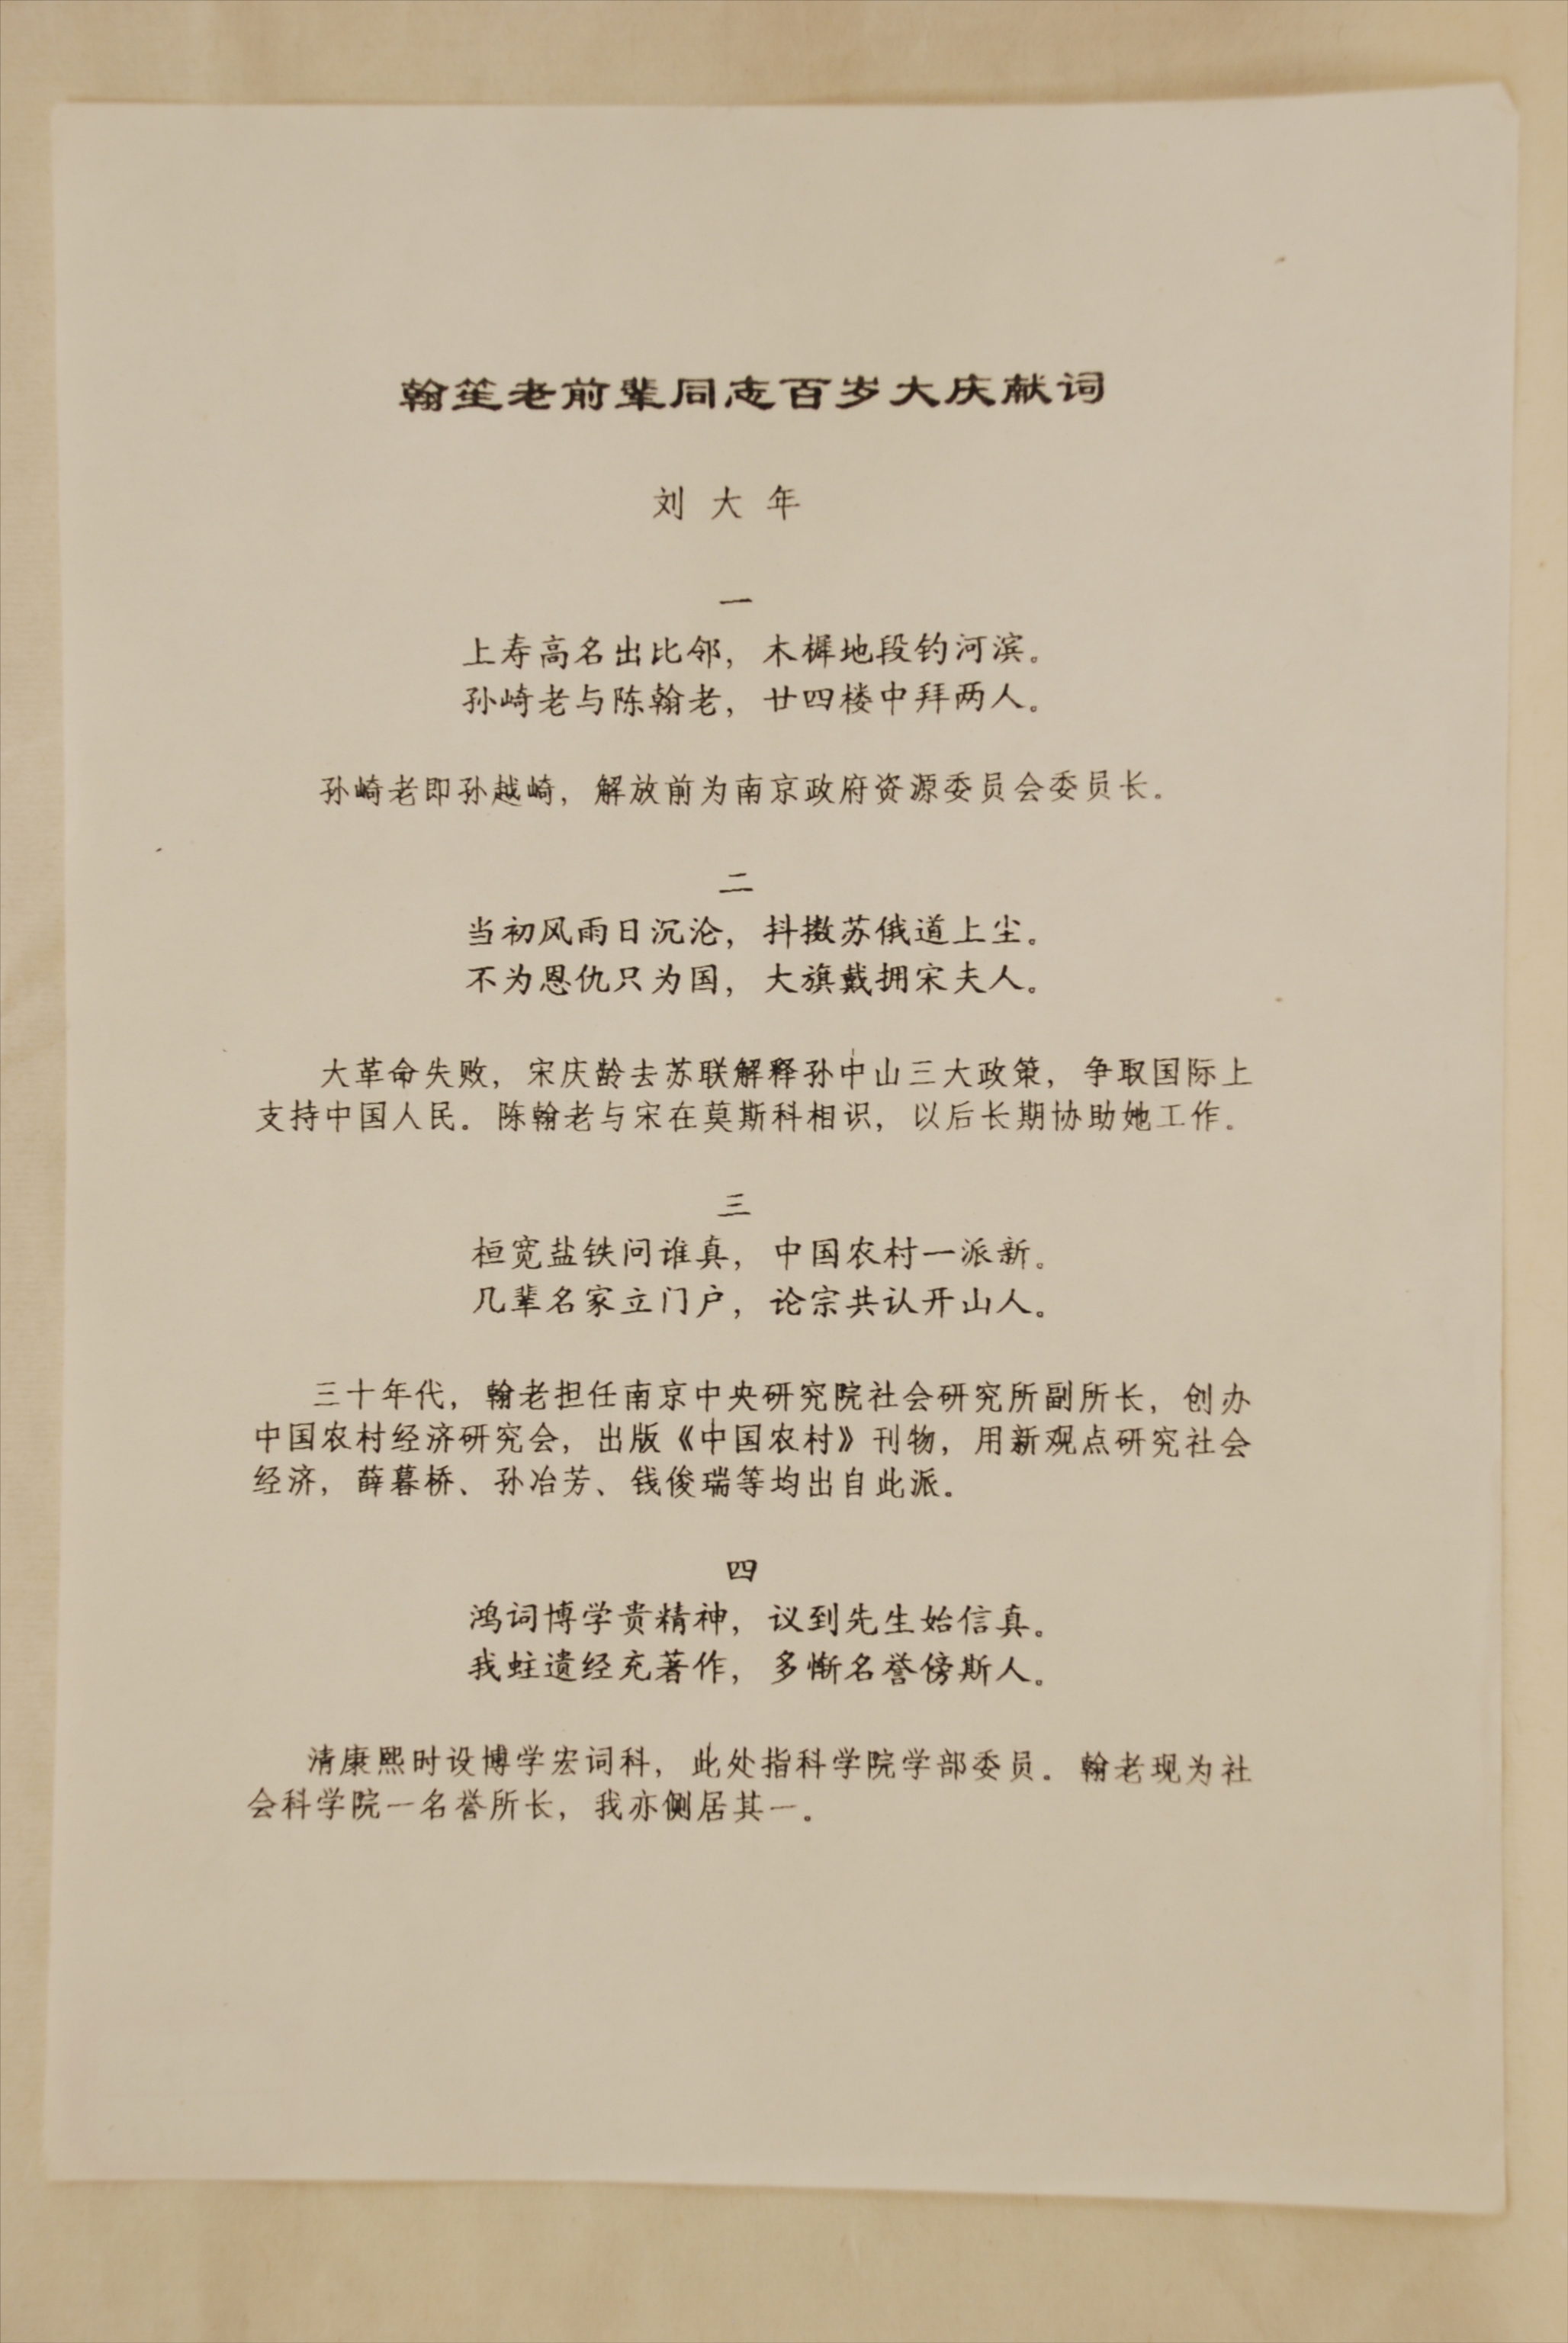 翰笙老前辈同志百岁大庆献词
刘大年
一
上寿高名出比邻，木樨地段钓河滨。
孙崎老与陈翰老，廿四楼中拜两人。
孙崎老即孙越崎，解放前为南京政府资源委员会委员长。
二
当初风雨日沉沦，抖擞苏俄道上尘。
不为恩仇只为国，大旗戴拥宋夫人。
大革命失败，宋庆龄去苏联解释孙中山三大政策，争取国际上
支持中国人民。陈翰老与宋在莫斯科相识，以后长期协助她工作。
三
桓宽盐铁问谁真，中国农村一派新。
几辈名家立门户，论宗共认开山人。
三十年代，翰老担任南京中央研究院社会研究所副所长，创办
中国农村经济研究会，出版《中国农村》刊物，用新观点研究社会
经济，薛暮桥、孙冶芳、钱俊瑞等均出自此派。
四
鸿词博学贵精神，议到先生始信真。
我蛀遗经充著作，多惭名誉傍斯人。
清康熙时设博学宏词科，此处指科学院学部委员。翰老现为社
会科学院一名誉所长，我亦侧居其一。